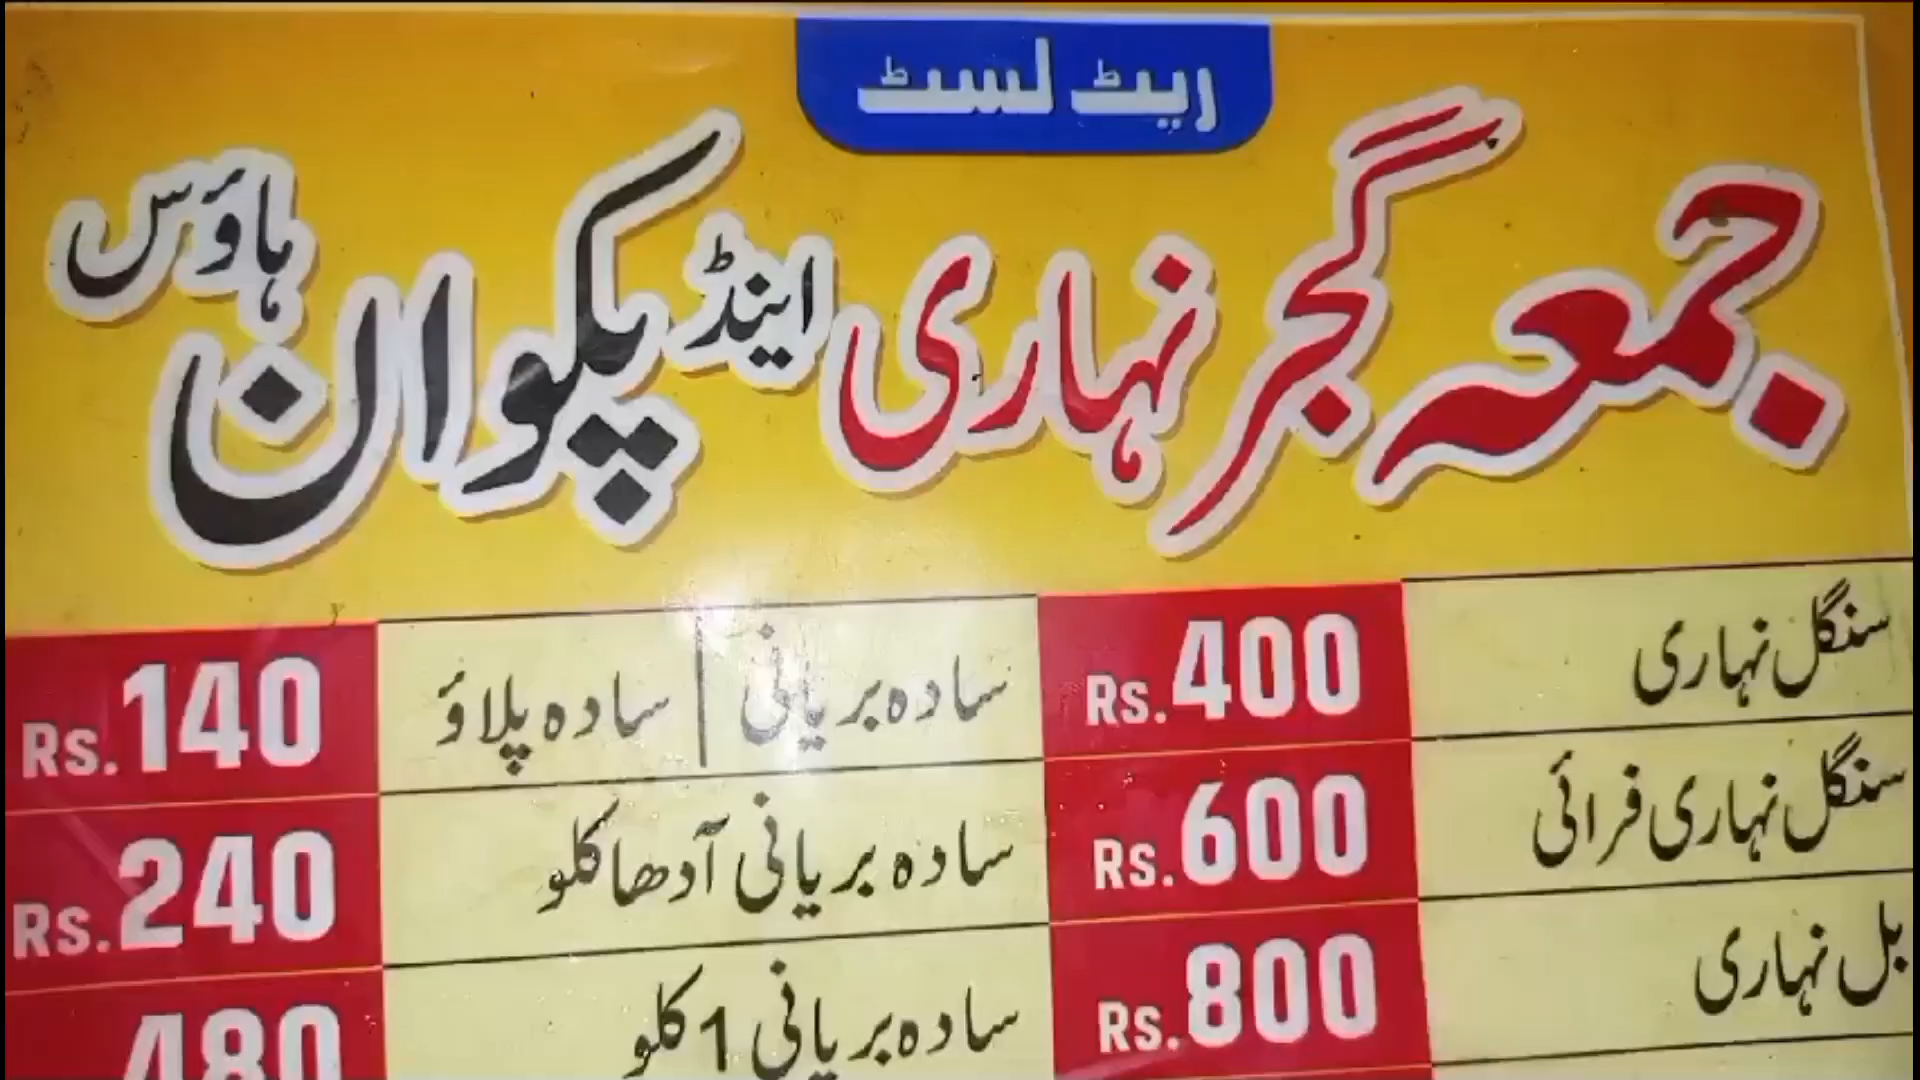 ریٹ لسٹ
جمعہ گجر نہاری اینڈ پکوان ہاؤس
سنگل نہاری Rs.400 سادہ بریانی | سادہ پلاؤ Rs.140
سنگل نہاری فرائی Rs.600 سادہ بریانی آدھا کلو Rs.240
بل نہاری Rs.800 سادہ بریانی 1 کلو 480